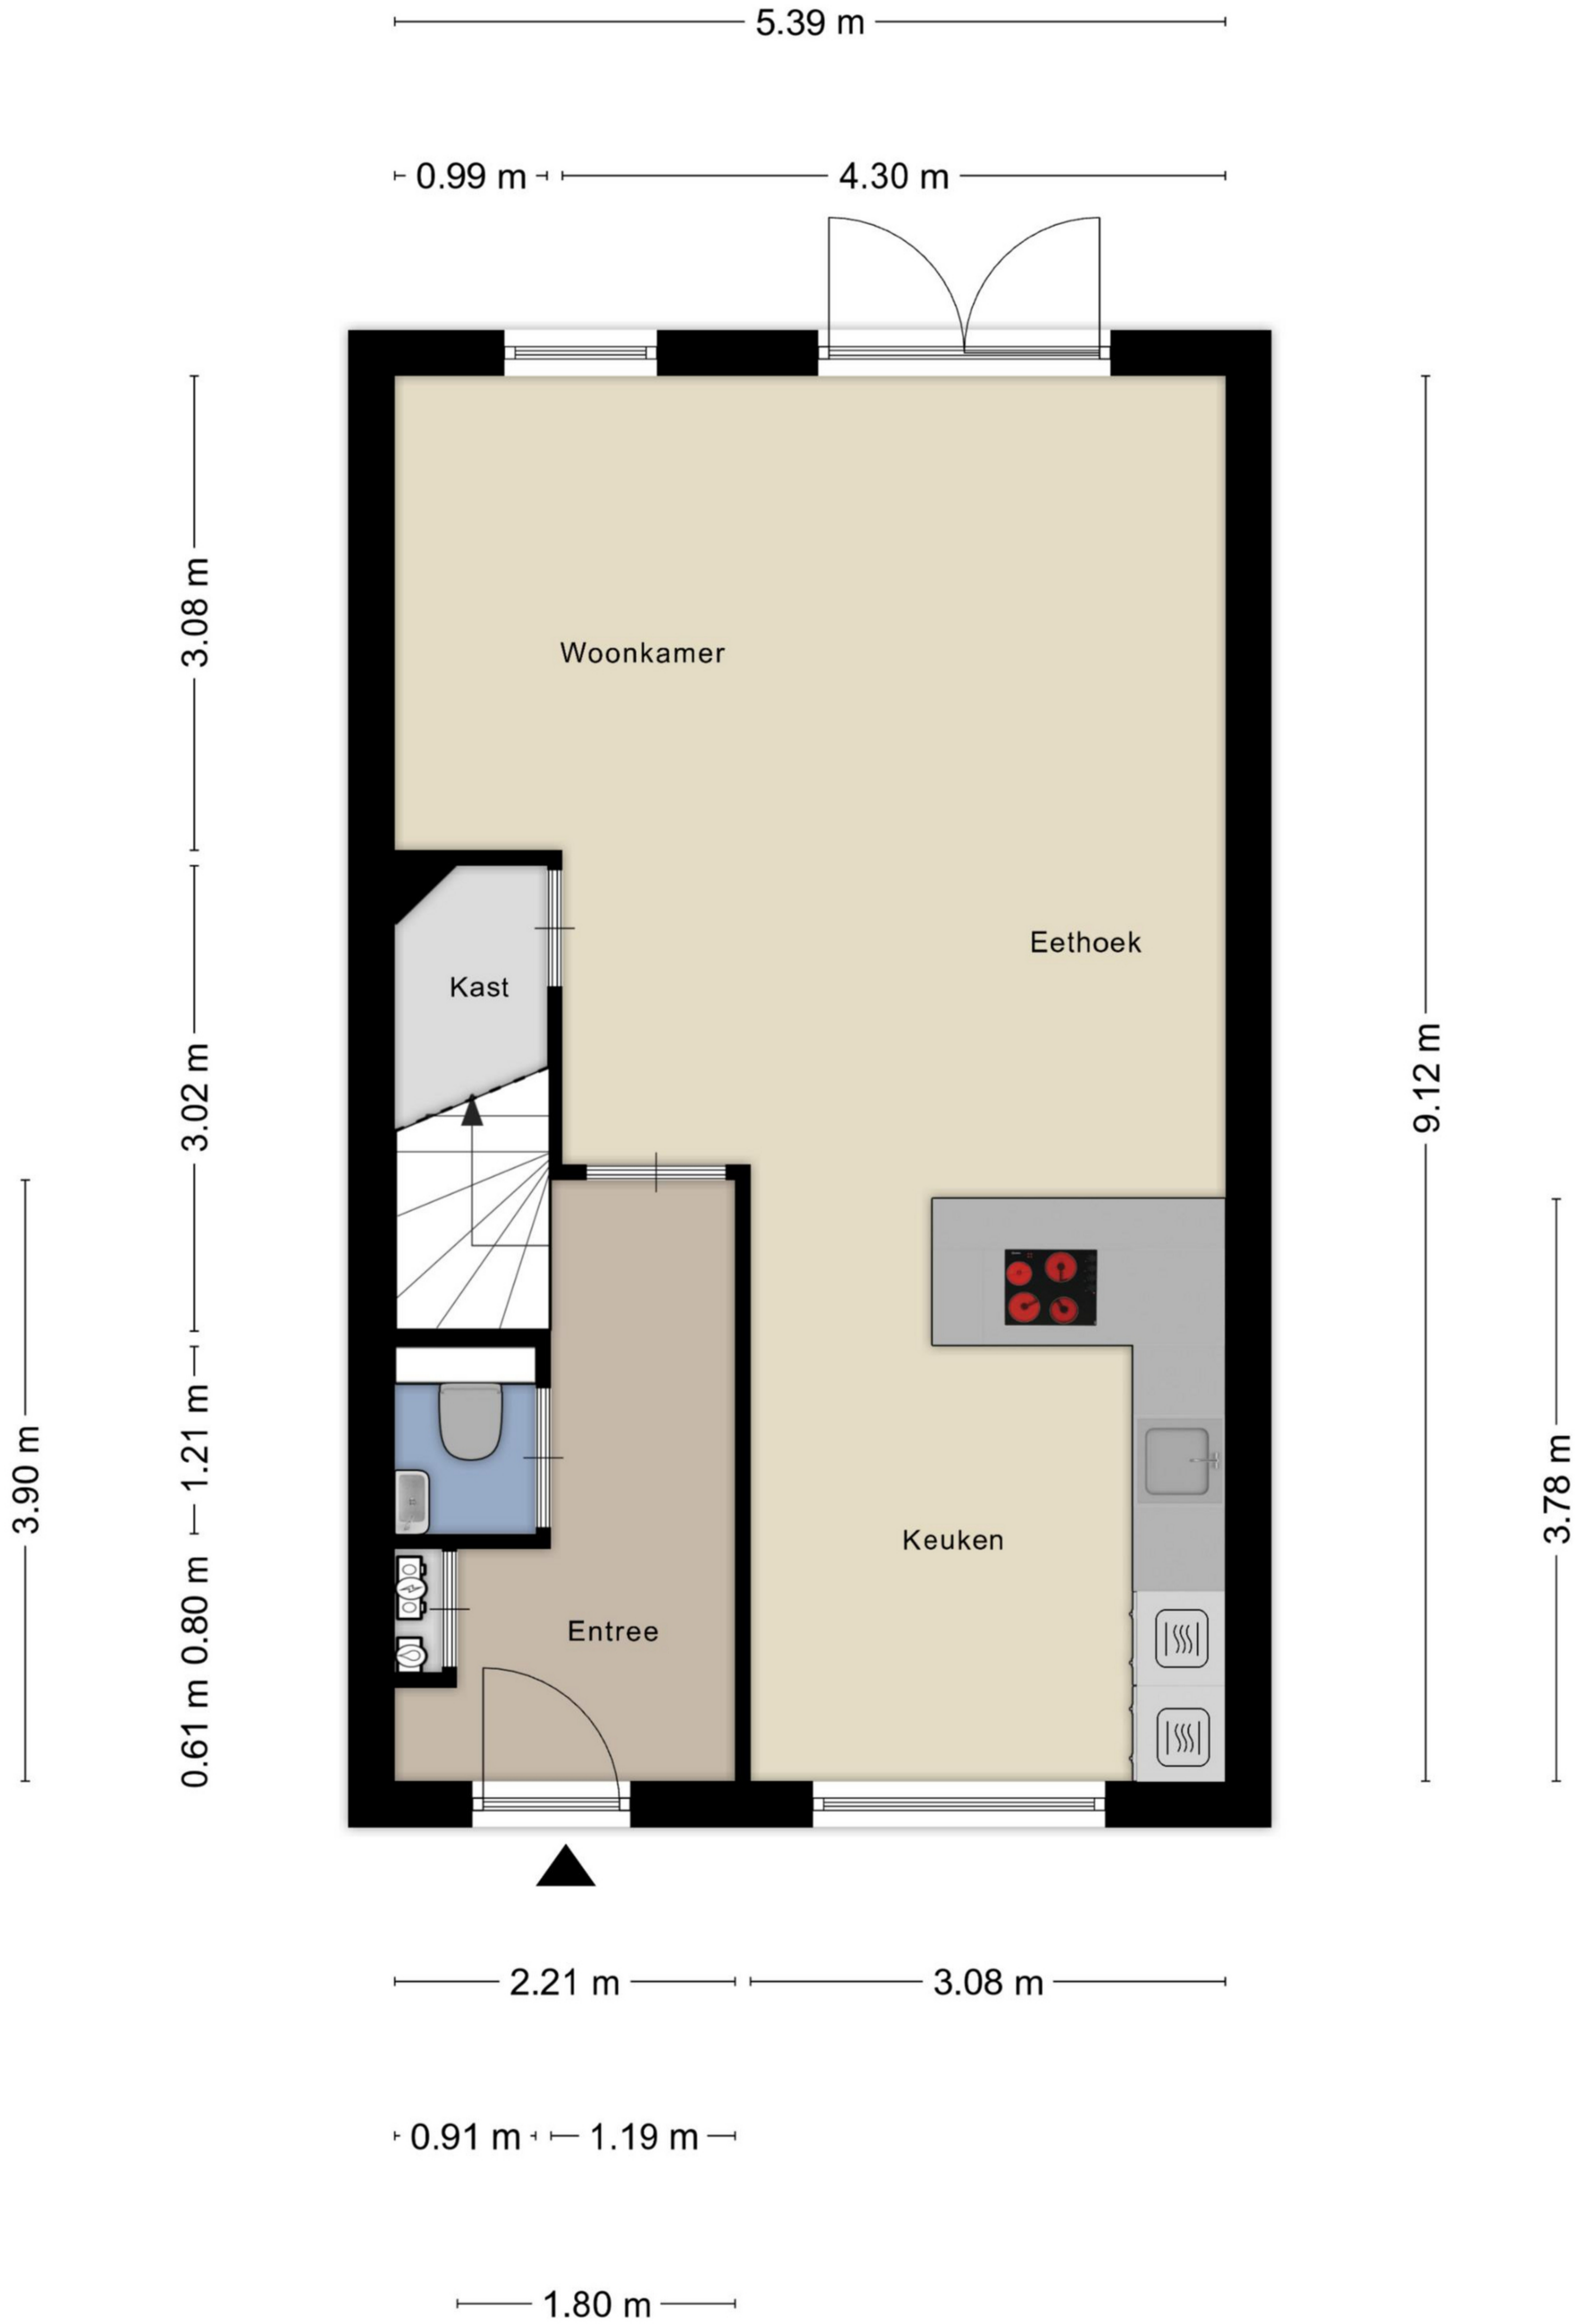 5.39 m
0.99 m
4.30 m
3.08 m
Woonkamer
Eethoek
Kast
3.02 m
9.12 m
3.90 m
1.21 m
3.78 m
Keuken
0.80 m
Entree
0.61 m
2.21 m
3.08 m
0.91 m
1.19 m
1.80 m